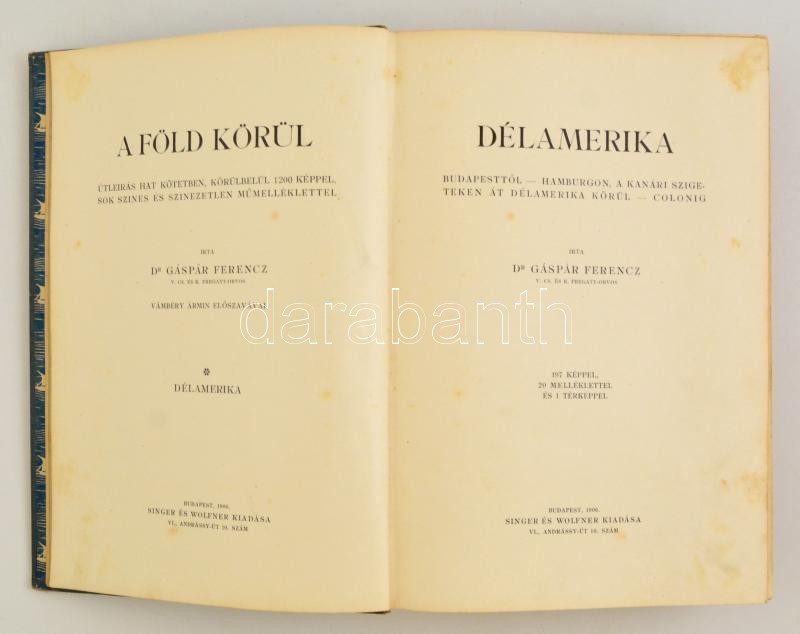 A FÖLD KÖRÜL
ÚTLEIRÁS HAT KÖTETBEN, KÖRÜLBELÜL 1200 KÉPPEL,
SOK SZINES ÉS SZINEZETLEN MŰMELLÉKLETTEL
IRTA
Dᴿ GÁSPÁR FERENCZ
V. CS. ÉS K. FREGATT-ORVOS
VÁMBÉRY ÁRMIN ELŐSZAVÁVAL
*
DÉLAMERIKA
BUDAPEST, 1906.
SINGER ÉS WOLFNER KIADÁSA
VI., ANDRÁSSY-ÚT 10. SZÁM
DÉLAMERIKA
BUDAPESTTŐL — HAMBURGON, A KANÁRI SZIGE-
TEKEN ÁT DÉLAMERIKA KÖRÜL — COLONIG
IRTA
Dᴿ GÁSPÁR FERENCZ
V. CS. ÉS K. FREGATT-ORVOS
197 KÉPPEL,
20 MELLÉKLETTEL
ÉS 1 TÉRKÉPPEL
BUDAPEST, 1906.
SINGER ÉS WOLFNER KIADÁSA
VI., ANDRÁSSY-ÚT 10. SZÁM
darabanth